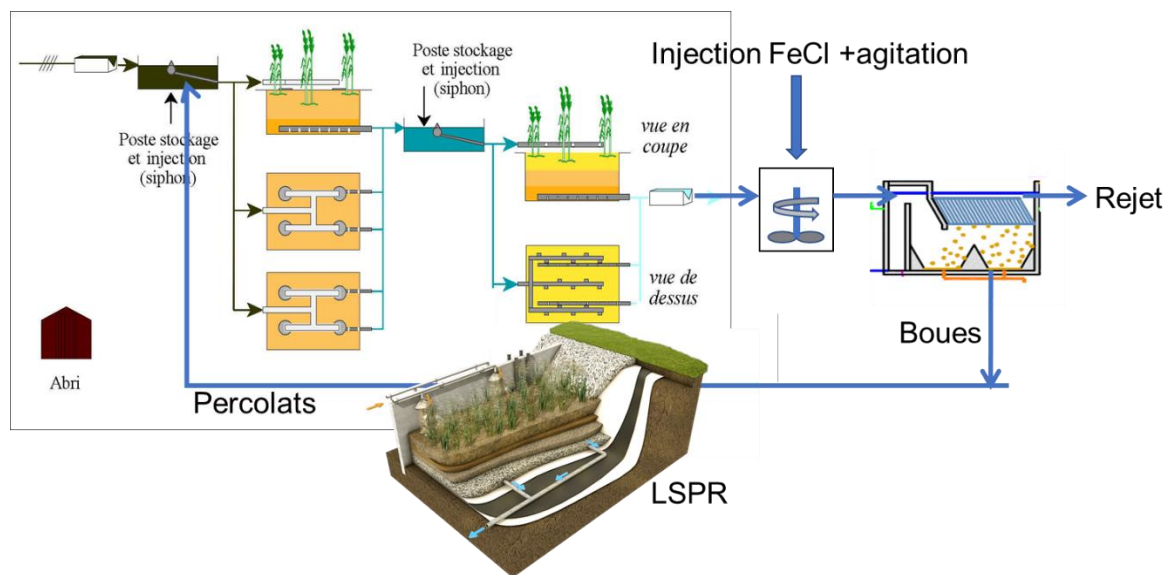 Poste stockage
et injection
(siphon)
Injection FeCl +agitation
Poste stockage
et injection
(siphon)
vue en
coupe
Rejet
vue de
dessus
Boues
Abri
Percolats
LSPR